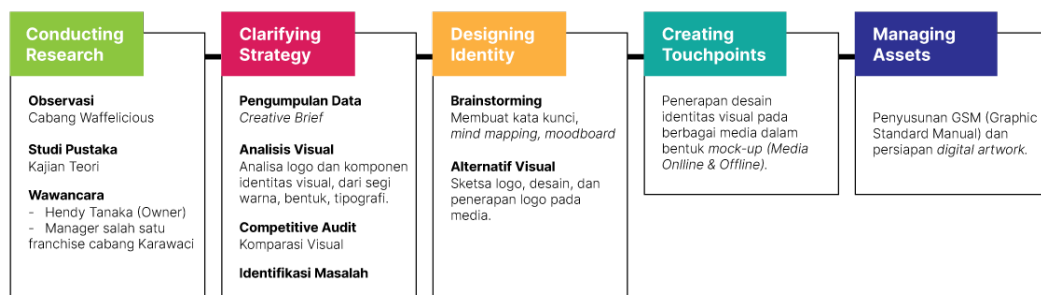 Conducting
Research
Observasi
Cabang Waffelicious
Studi Pustaka
Kajian Teori
Wawancara
- Hendy Tanaka (Owner)
- Manager salah satu
franchise cabang Karawaci
Clarifying
Strategy
Pengumpulan Data
Creative Brief
Analisis Visual
Analisa logo dan komponen
identitas visual, dari segi
warna, bentuk, tipografi.
Competitive Audit
Komparasi Visual
Identifikasi Masalah
Designing
Identity
Brainstorming
Membuat kata kunci,
mind mapping, moodboard
Alternatif Visual
Sketsa logo, desain, dan
penerapan logo pada
media.
Creating
Touchpoints
Penerapan desain
identitas visual pada
berbagai media dalam
bentuk mock-up (Media
Onlline & Offline).
Managing
Assets
Penyusunan GSM (Graphic
Standard Manual) dan
persiapan digital artwork.